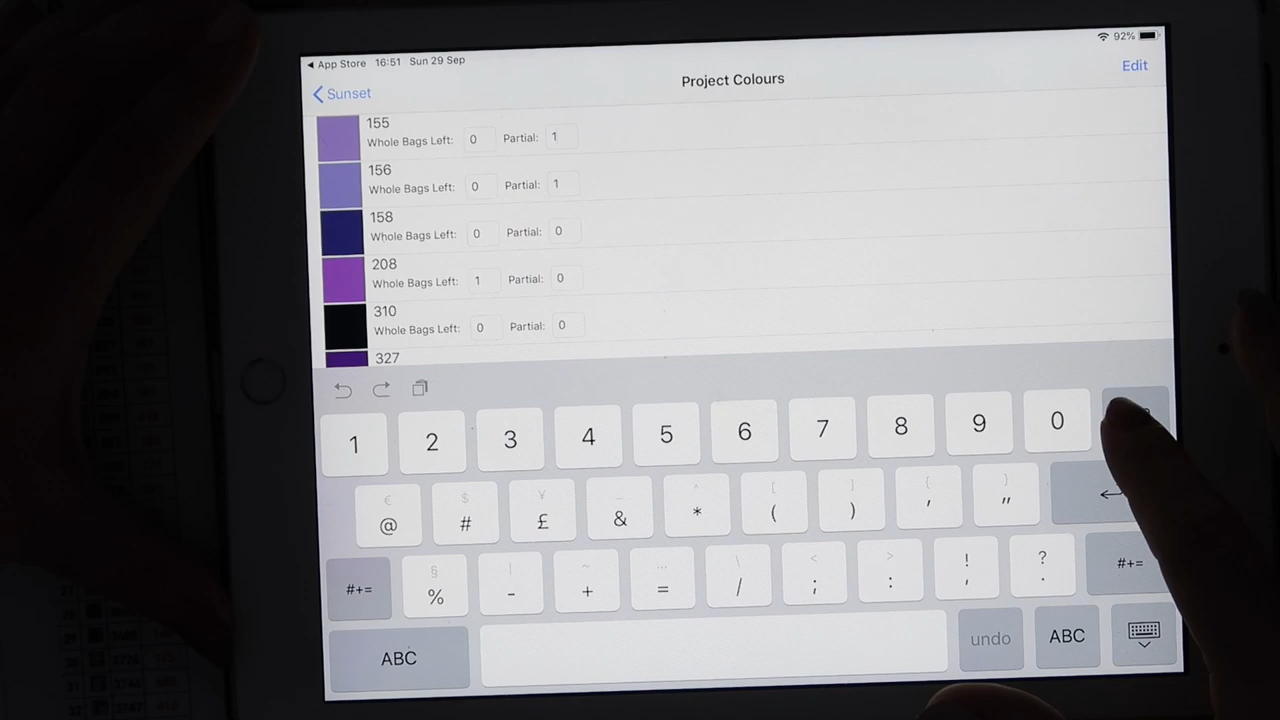 ◀ App Store 16:51 Sun 29 Sep 92%
Sunset Project Colours Edit
155
Whole Bags Left: 0 Partial: 1
156
Whole Bags Left: 0 Partial: 1
158
Whole Bags Left: 0 Partial: 0
208
Whole Bags Left: 1 Partial: 0
310
Whole Bags Left: 0 Partial: 0
327
1 2 3 4 5 6 7 8 9 0
€ $ ¥ _ ^ [ ] { }
@ # £ & * ( ) ' "
§ | ~ … \ < > ! ?
#+= % - + = / ; : , . #+=
ABC undo ABC